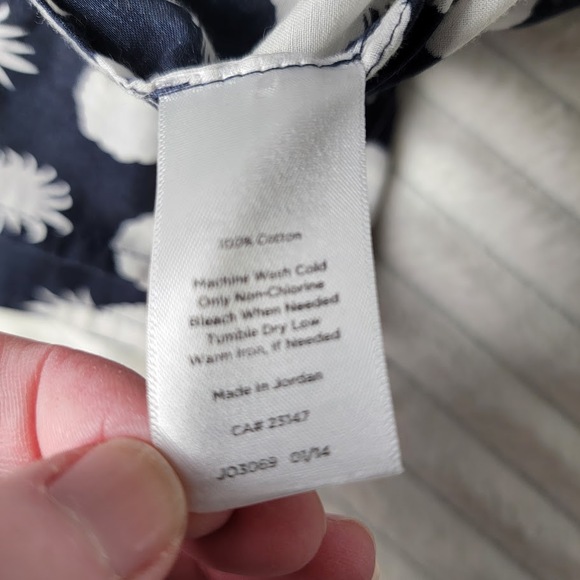 100% Cotton
Machine Wash Cold
Only Non-Chlorine
Bleach When Needed
Tumble Dry Low
Warm Iron, if Needed
Made in Jordan
CA# 23147
JO3069 01/14